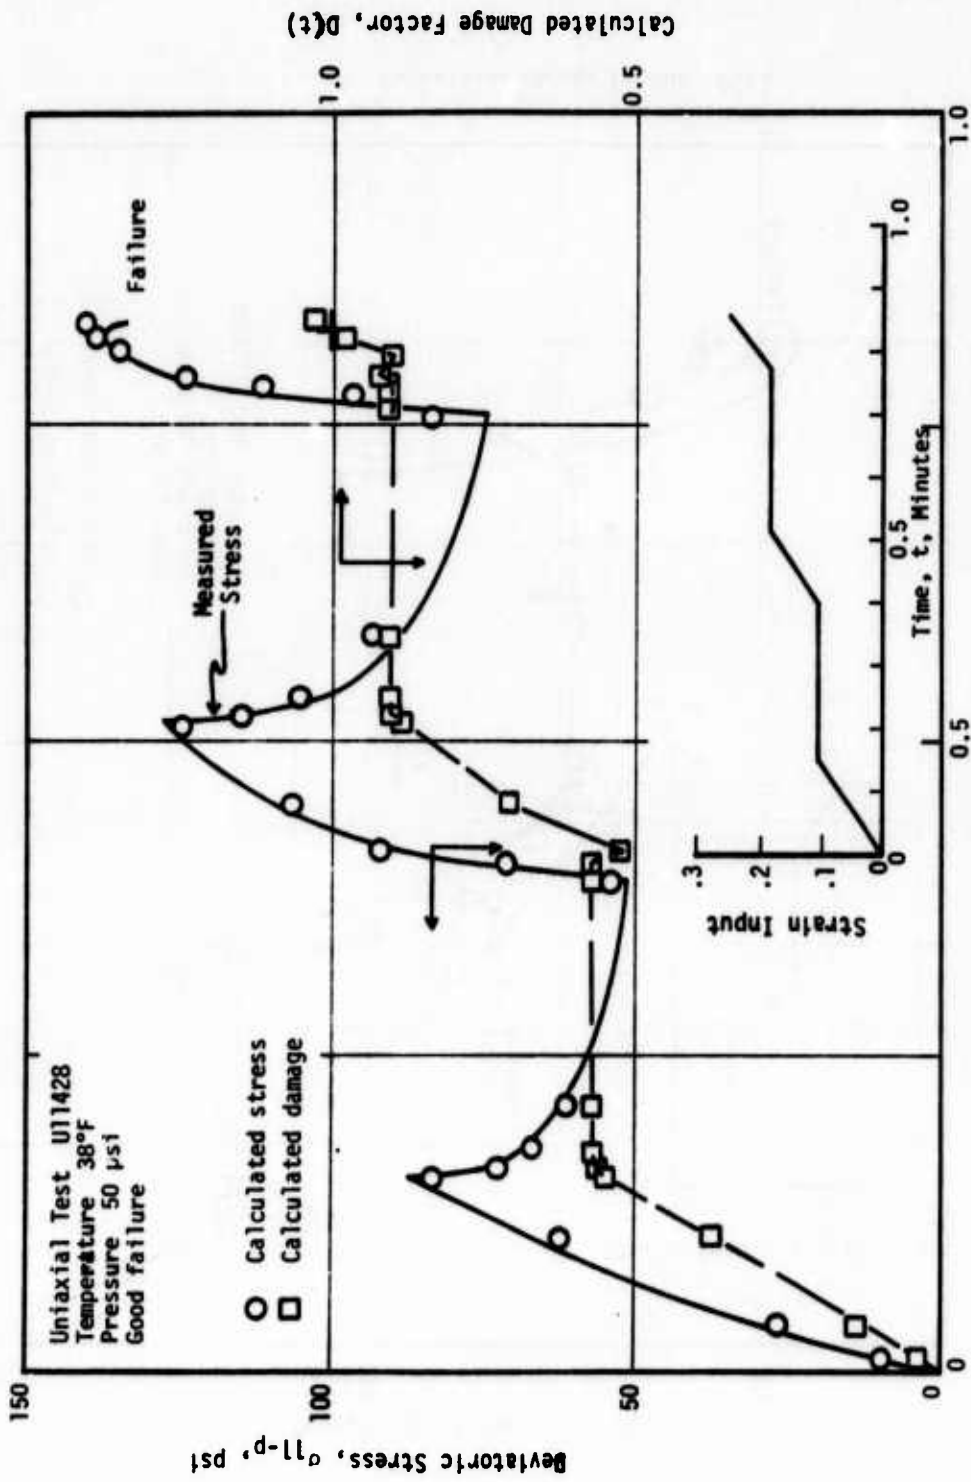 Uniaxial Test U11428
Temperature 38°F
Pressure 50 psi
Good failure
Calculated stress
Calculated damage
Measured
Stress
Failure
Deviatoric Stress, σ11-p, psi
150
100
50
0
Calculated Damage Factor, D(t)
1.0
0.5
0
0.5
1.0
Time, t, Minutes
Strain Input
.3
.2
.1
0
0
0.5
1.0